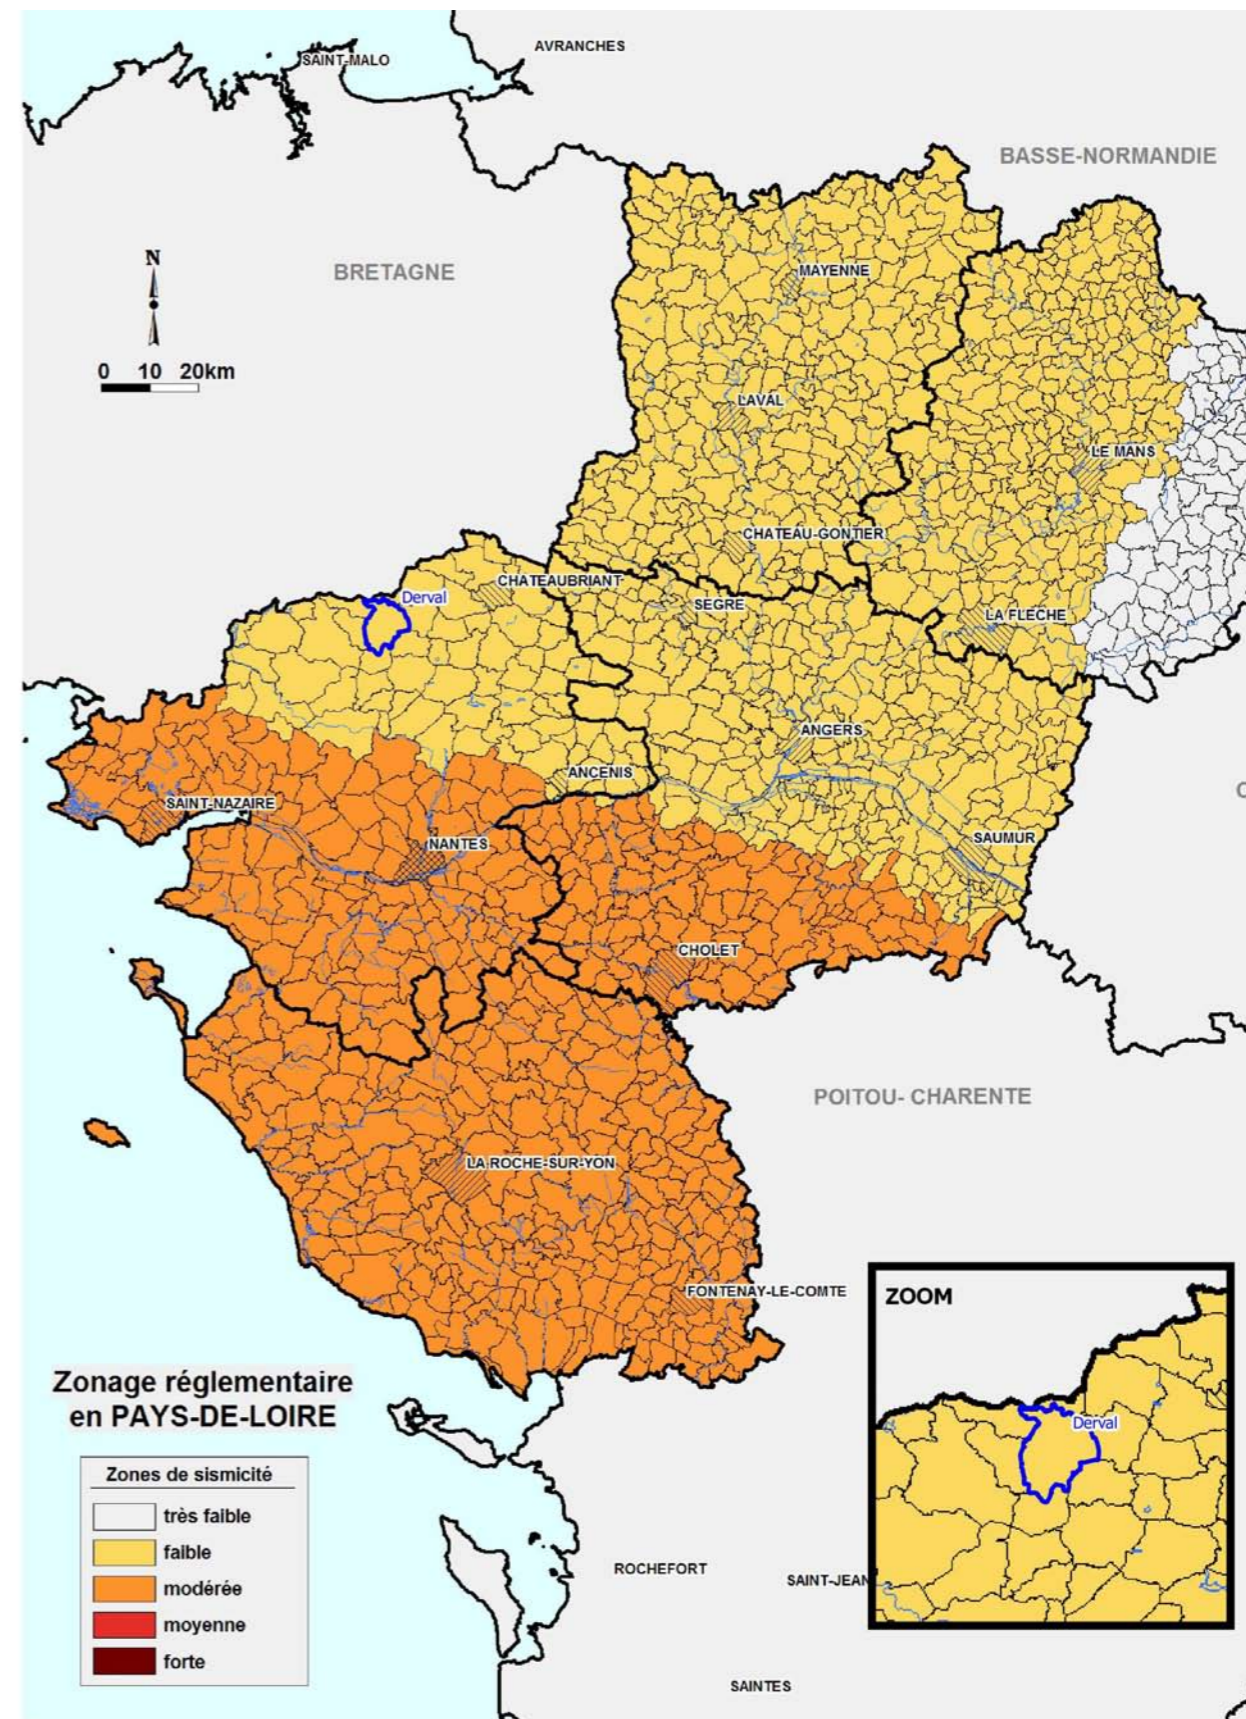 SAINT-MALO
AVRANCHES
BASSE-NORMANDIE
BRETAGNE
N
0 10 20km
MAYENNE
LAVAL
LE MANS
CHATEAU-GONTIER
CHATEAUBRIANT
Derval
SEGRE
LA FLECHE
ANGERS
ANCENIS
C
SAINT-NAZAIRE
NANTES
SAUMUR
CHOLET
POITOU- CHARENTE
LA ROCHE-SUR-YON
FONTENAY-LE-COMTE
ZOOM
Derval
Zonage réglementaire
en PAYS-DE-LOIRE
Zones de sismicité
très faible
faible
modérée
moyenne
forte
ROCHEFORT
SAINT-JEAN
SAINTES